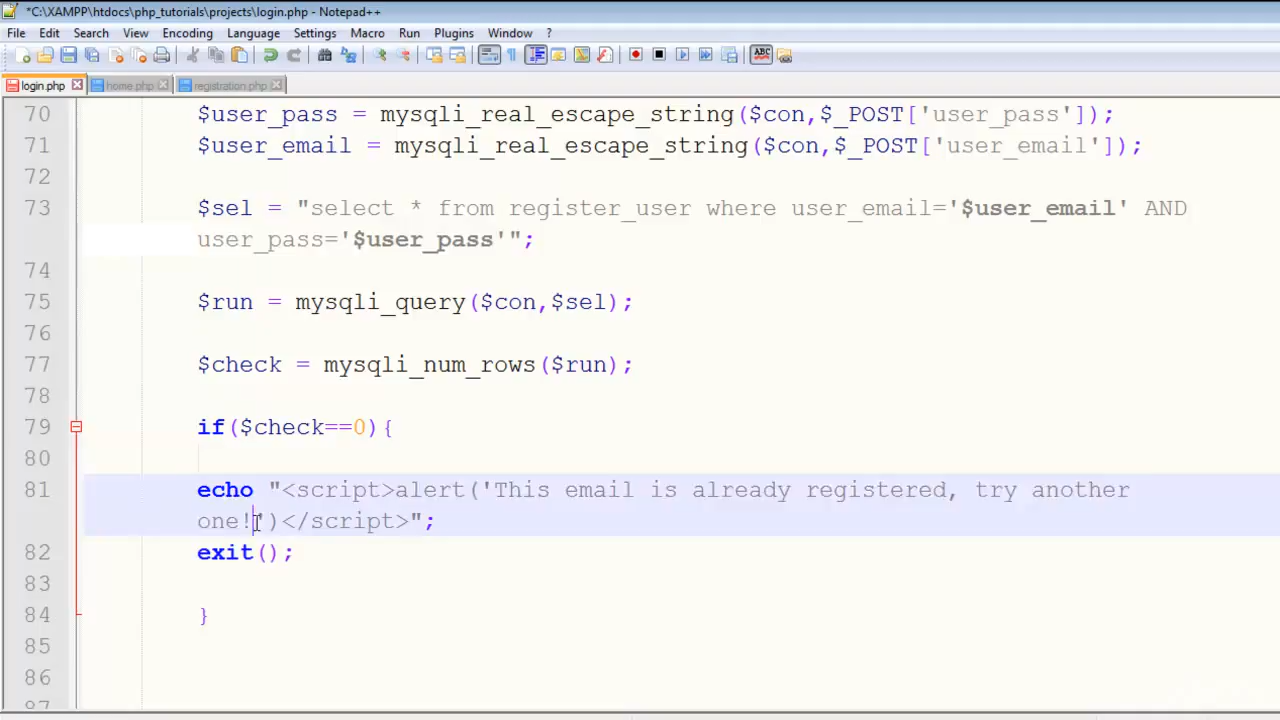 *C:\XAMPP\htdocs\php_tutorials\projects\login.php - Notepad++
File Edit Search View Encoding Language Settings Macro Run Plugins Window ?
ABC
login.php home.php registration.php
70 $user_pass = mysqli_real_escape_string($con,$_POST['user_pass']);
71 $user_email = mysqli_real_escape_string($con,$_POST['user_email']);
72
73 $sel = "select * from register_user where user_email='$user_email' AND
user_pass='$user_pass'";
74
75 $run = mysqli_query($con,$sel);
76
77 $check = mysqli_num_rows($run);
78
79 if($check==0){
80
81 echo "<script>alert('This email is already registered, try another
one!')</script>";
82 exit();
83
84 }
85
86
87